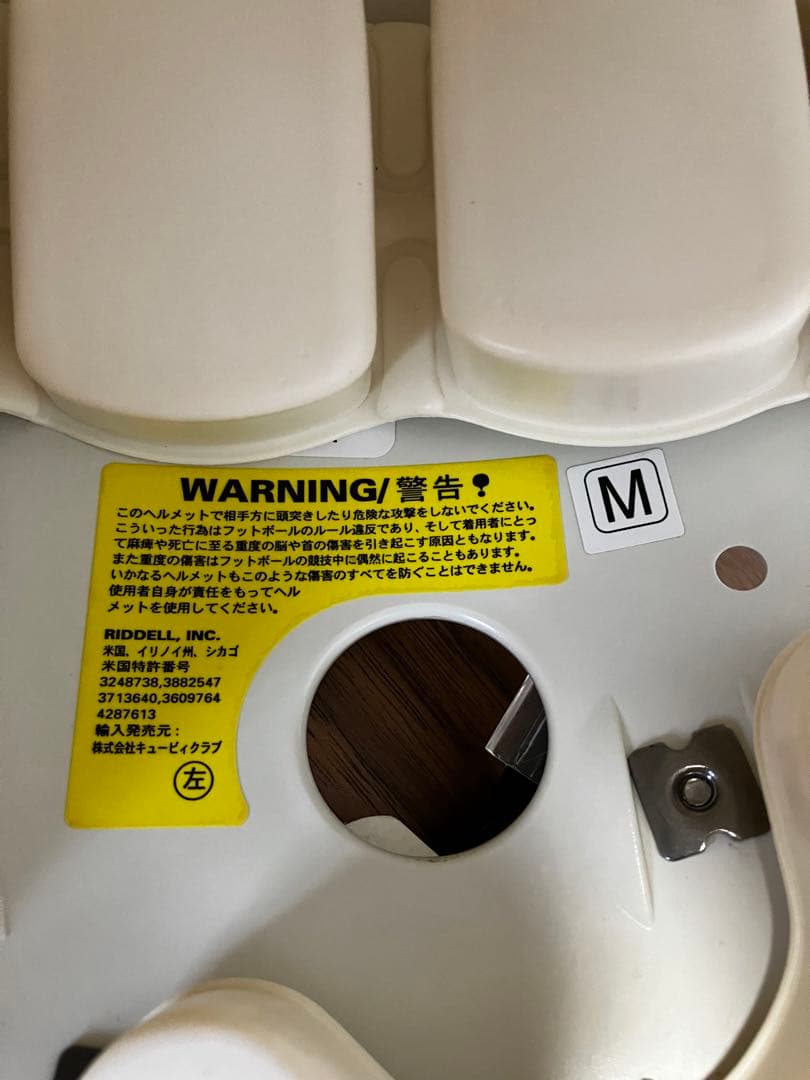 WARNING/警告!
このヘルメットで相手方に頭突きしたり危険な攻撃をしないでください。
こういった行為はフットボールのルール違反であり、そして着用者にとっ
て麻痺や死亡に至る重度の脳や首の傷害を引き起こす原因ともなります。
また重度の傷害はフットボールの競技中に偶然に起こることもあります。
いかなるヘルメットもこのような傷害のすべてを防ぐことはできません。
使用者自身が責任をもってヘル
メットを使用してください。
RIDDELL, INC.
米国、イリノイ州、シカゴ
米国特許番号
3248738,3882547
3713640,3609764
4287613
輸入発売元:
株式会社キュービィクラブ
左
M